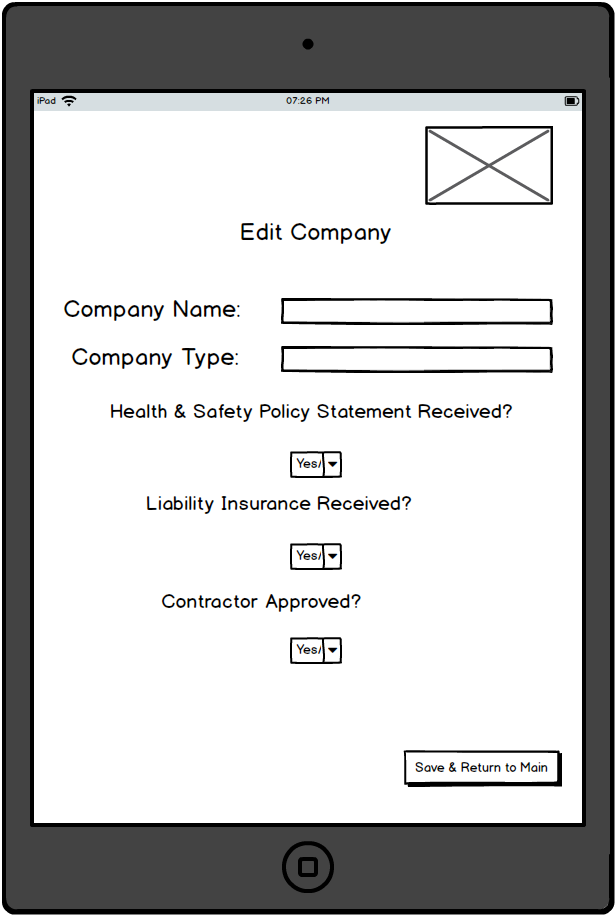 iPad 07:26 PM
Edit Company
Company Name:
Company Type:
Health & Safety Policy Statement Received?
Yes/
Liability Insurance Received?
Yes/
Contractor Approved?
Yes/
Save & Return to Main